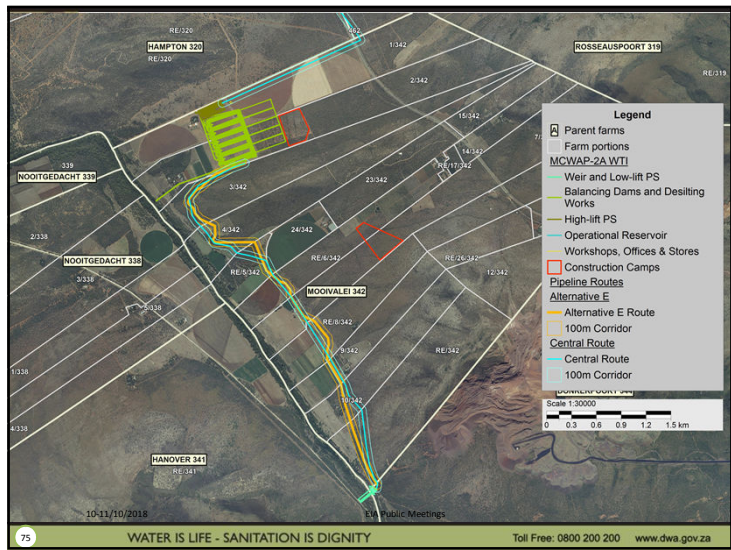 462
1/342
HAMPTON 320
RE/320
ROSSEAUSPOORT 319
RE/319
2/342
15/342
7/
14/342
RE/17/342
339
NOOITGEDACHT 339
23/342
3/342
2/338
4/342
24/342
NOOITGEDACHT 338
3/338
RE/5/342
RE/6/342
RE/26/342
12/342
MOOIVALEI 342
5/338
RE/8/342
9/342
RE/342
1/338
10/342
4/338
HANOVER 341
RE/341
Legend
A Parent farms
Farm portions
MCWAP-2A WTI
Weir and Low-lift PS
Balancing Dams and Desilting
Works
High-lift PS
Operational Reservoir
Workshops, Offices & Stores
Construction Camps
Pipeline Routes
Alternative E
Alternative E Route
100m Corridor
Central Route
Central Route
100m Corridor
Scale 1:30000
0 0.3 0.6 0.9 1.2 1.5 km
10-11/10/2018
EIA Public Meetings
75
WATER IS LIFE - SANITATION IS DIGNITY
Toll Free: 0800 200 200 www.dwa.gov.za